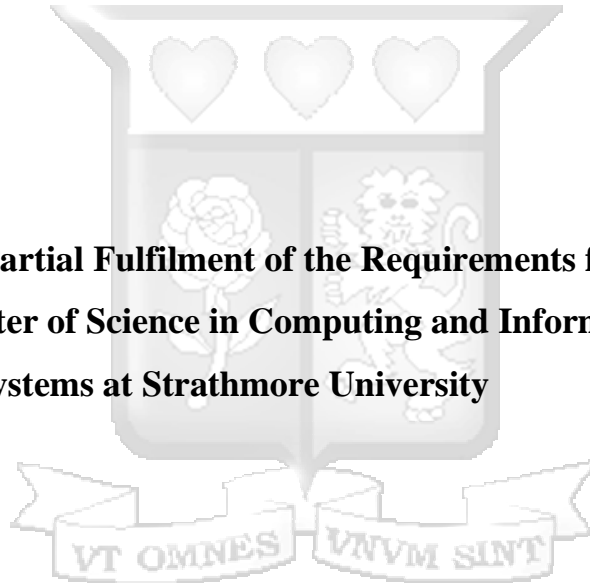 artial Fulfilment of the Requirements f
ter of Science in Computing and Inform
ystems at Strathmore University
VT OMNES VNVM SINT